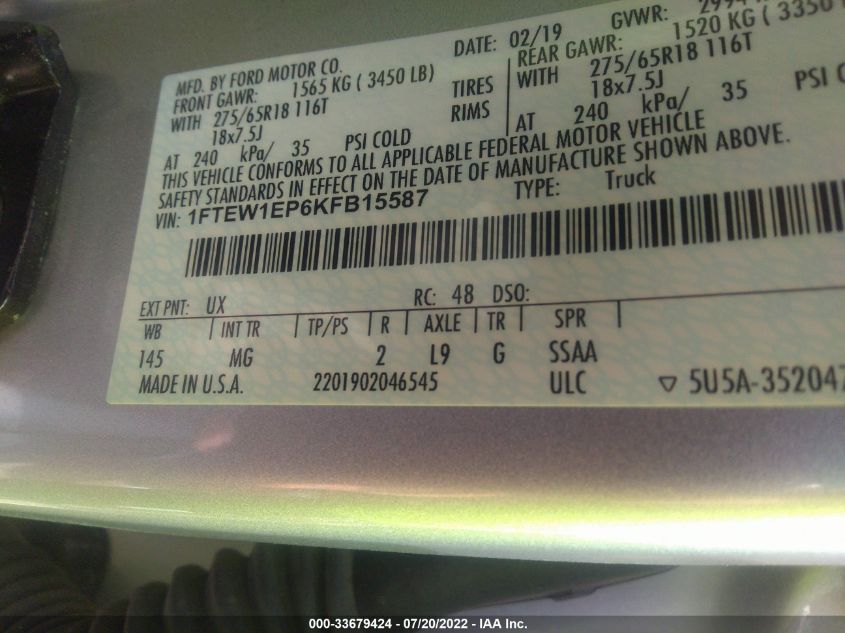 DATE: 02/19 GVWR:
MFD. BY FORD MOTOR CO.
FRONT GAWR: 1565 KG ( 3450 LB)
WITH 275/65R18 116T TIRES
18x7.5J RIMS
AT 240 kPa/ 35 PSI COLD
REAR GAWR: 1520 KG ( 3350
WITH 275/65R18 116T
18x7.5J
AT 240 kPa/ 35 PSI
THIS VEHICLE CONFORMS TO ALL APPLICABLE FEDERAL MOTOR VEHICLE
SAFETY STANDARDS IN EFFECT ON THE DATE OF MANUFACTURE SHOWN ABOVE.
VIN: 1FTEW1EP6KFB15587 TYPE: Truck
EXT PNT: UX RC: 48 DSO:
WB INT TR TP/PS R AXLE TR SPR
145 MG 2 L9 G SSAA
MADE IN U.S.A. 2201902046545 ULC ▽ 5U5A-352047
000-33679424 - 07/20/2022 - IAA Inc.